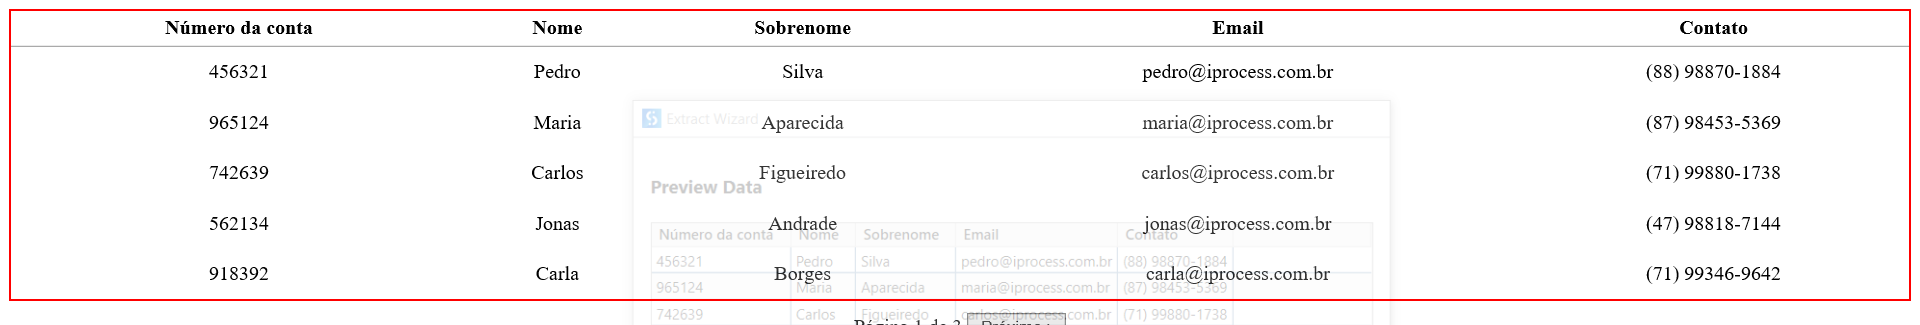 Número da conta Nome Sobrenome Email Contato
456321 Pedro Silva pedro@iprocess.com.br (88) 98870-1884
965124 Maria Aparecida maria@iprocess.com.br (87) 98453-5369
742639 Carlos Figueiredo carlos@iprocess.com.br (71) 99880-1738
562134 Jonas Andrade jonas@iprocess.com.br (47) 98818-7144
918392 Carla Borges carla@iprocess.com.br (71) 99346-9642
Extract Wizard
Preview Data
Número da conta Nome Sobrenome Email Contato
456321 Pedro Silva pedro@iprocess.com.br (88) 98870-1884
965124 Maria Aparecida maria@iprocess.com.br (87) 98453-5369
742639 Carlos Figueiredo carlos@iprocess.com.br (71) 99880-1738
Página 1 de 3